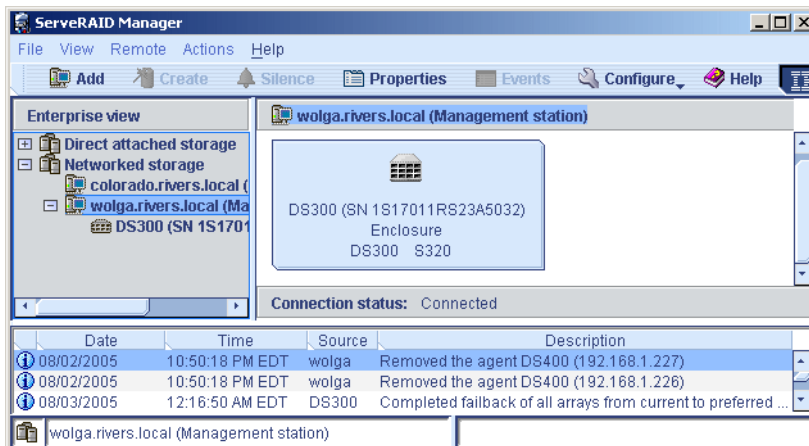 ServeRAID Manager
File View Remote Actions Help
Add Create Silence Properties Events Configure Help
Enterprise view
Direct attached storage
Networked storage
colorado.rivers.local (
wolga.rivers.local (Ma
DS300 (SN 1S1701
wolga.rivers.local (Management station)
DS300 (SN 1S17011RS23A5032)
Enclosure
DS300 S320
Connection status: Connected
Date Time Source Description
08/02/2005 10:50:18 PM EDT wolga Removed the agent DS400 (192.168.1.227)
08/02/2005 10:50:18 PM EDT wolga Removed the agent DS400 (192.168.1.226)
08/03/2005 12:16:50 AM EDT DS300 Completed failback of all arrays from current to preferred ...
wolga.rivers.local (Management station)